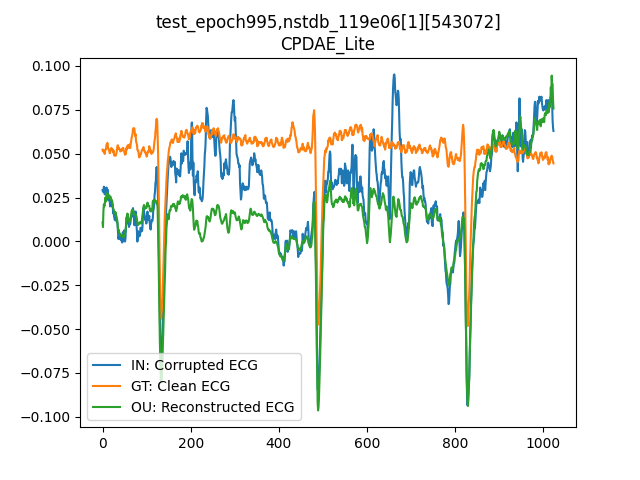 test_epoch995,nstdb_119e06[1][543072]
CPDAE_Lite
0.100
0.075
0.050
0.025
0.000
−0.025
−0.050
−0.075
−0.100
IN: Corrupted ECG
GT: Clean ECG
OU: Reconstructed ECG
0 200 400 600 800 1000